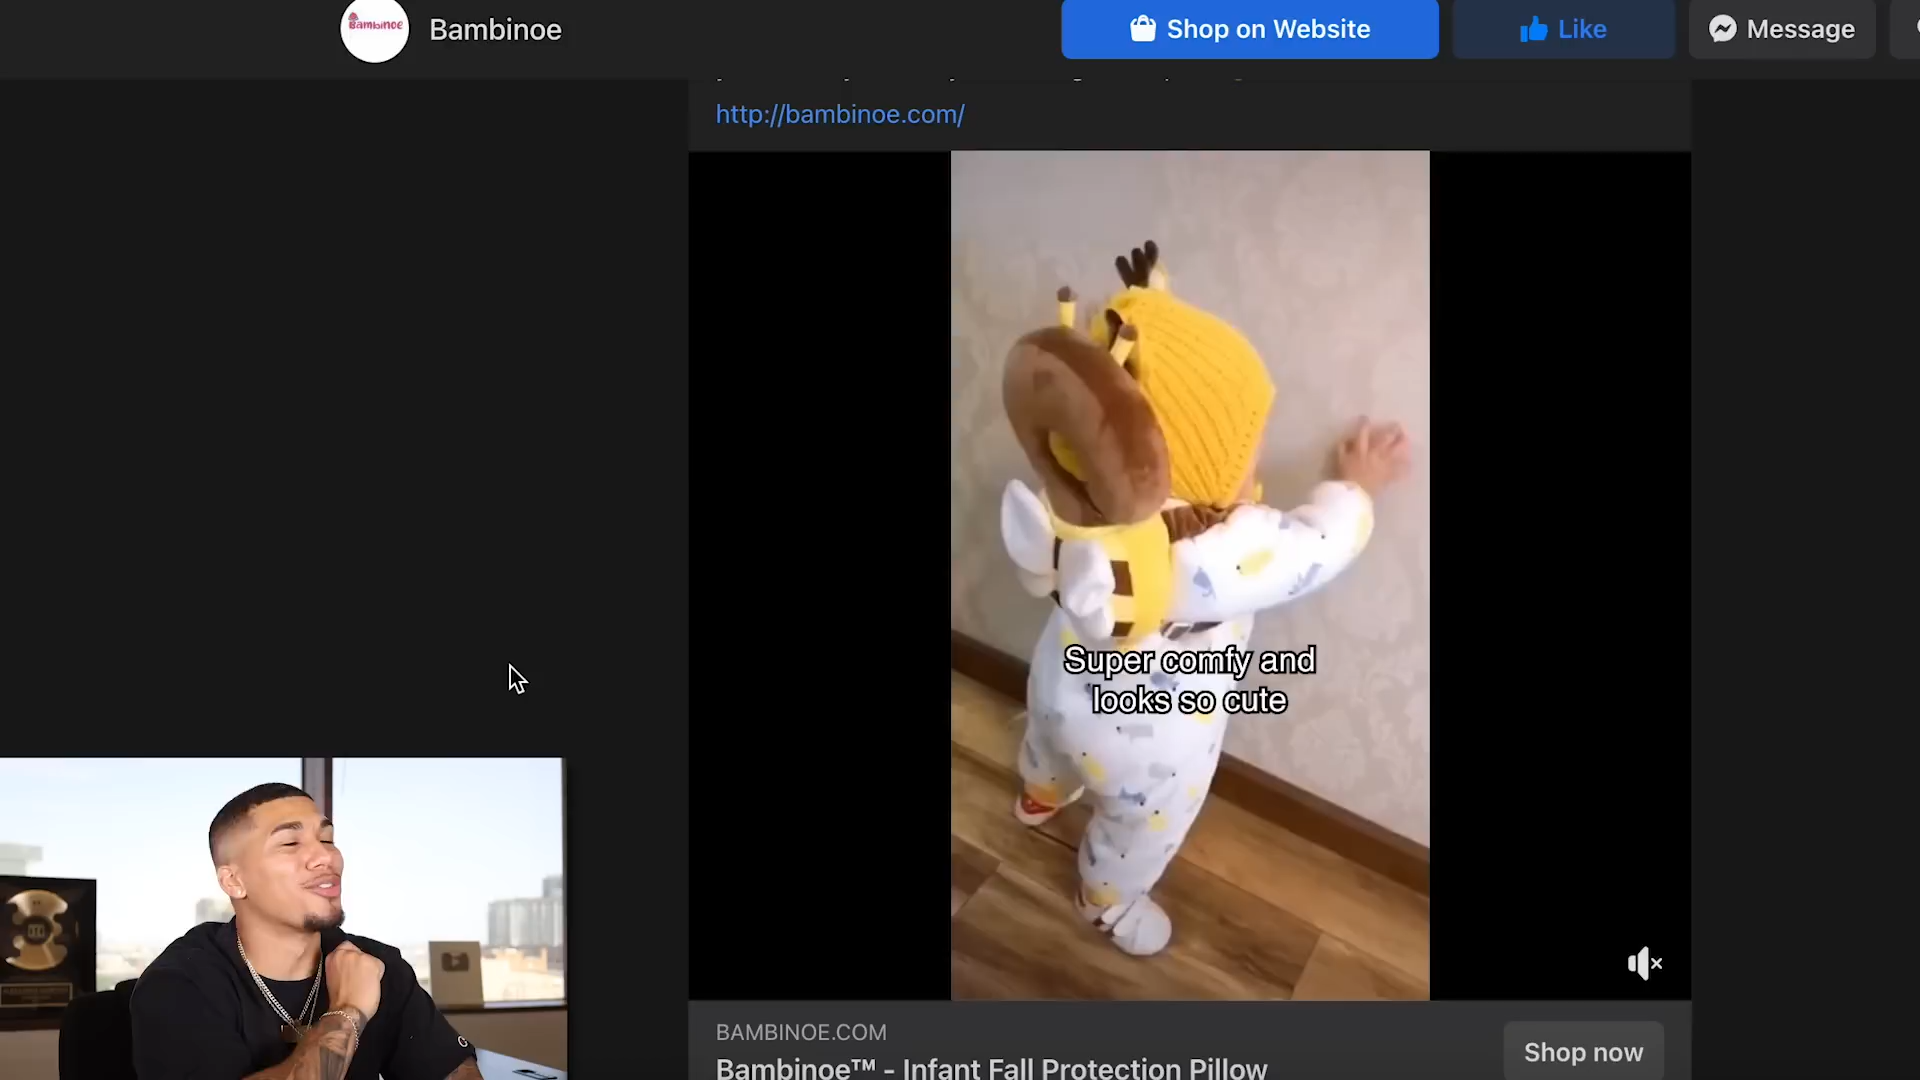 Bambinoe
Bambinoe
Shop on Website
Like
Message
http://bambinoe.com/
Super comfy and
looks so cute
BAMBINOE.COM
Bambinoe™ - Infant Fall Protection Pillow
Shop now